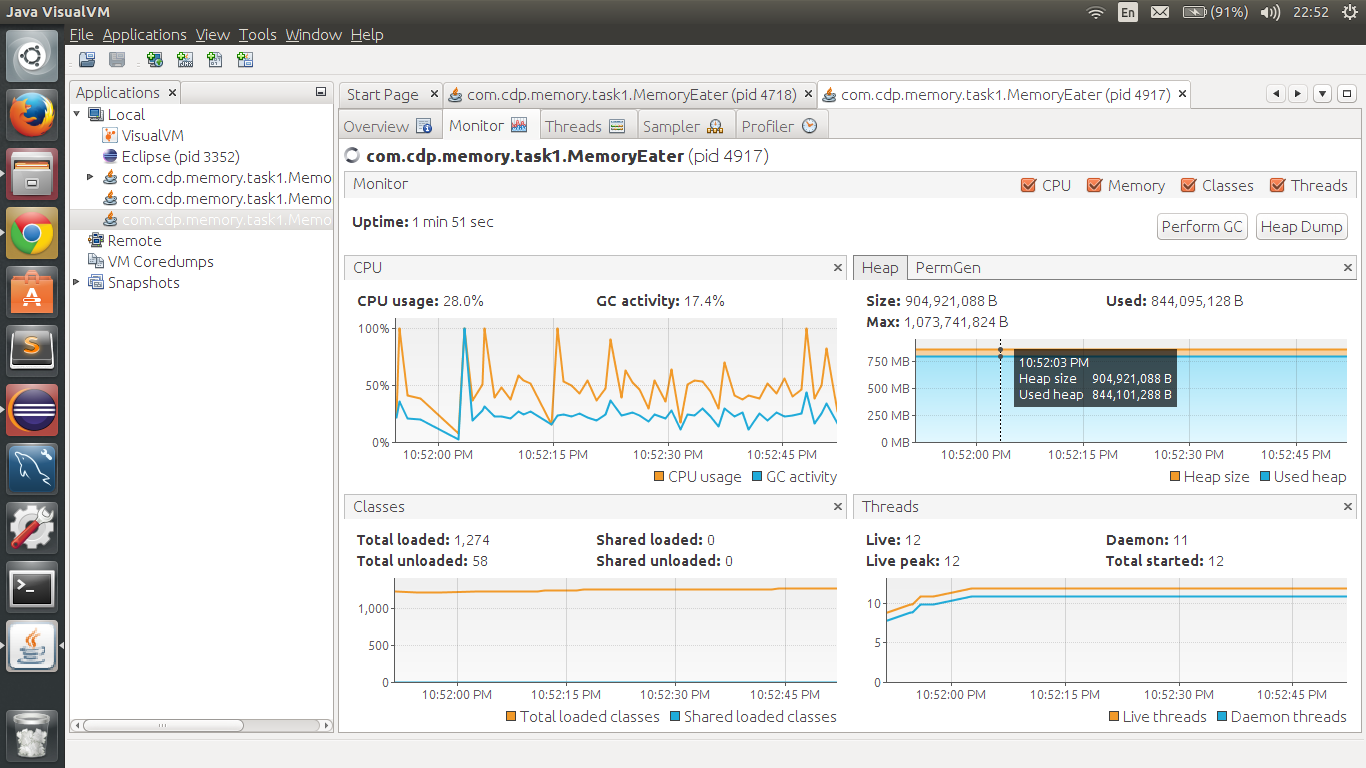 Java VisualVM
En
(91%)
22:52
File Applications View Tools Window Help
Applications
Local
VisualVM
Eclipse (pid 3352)
com.cdp.memory.task1.Memo
com.cdp.memory.task1.Memo
com.cdp.memory.task1.Memo
Remote
VM Coredumps
Snapshots
Start Page
com.cdp.memory.task1.MemoryEater (pid 4718)
com.cdp.memory.task1.MemoryEater (pid 4917)
Overview
Monitor
Threads
Sampler
Profiler
com.cdp.memory.task1.MemoryEater (pid 4917)
Monitor
CPU
Memory
Classes
Threads
Uptime: 1 min 51 sec
Perform GC
Heap Dump
CPU
CPU usage: 28.0%
GC activity: 17.4%
100%
50%
0%
10:52:00 PM
10:52:15 PM
10:52:30 PM
10:52:45 PM
CPU usage
GC activity
Heap
PermGen
Size: 904,921,088 B
Used: 844,095,128 B
Max: 1,073,741,824 B
750 MB
500 MB
250 MB
0 MB
10:52:03 PM
Heap size 904,921,088 B
Used heap 844,101,288 B
10:52:00 PM
10:52:15 PM
10:52:30 PM
10:52:45 PM
Heap size
Used heap
Classes
Total loaded: 1,274
Shared loaded: 0
Total unloaded: 58
Shared unloaded: 0
1,000
500
0
10:52:00 PM
10:52:15 PM
10:52:30 PM
10:52:45 PM
Total loaded classes
Shared loaded classes
Threads
Live: 12
Daemon: 11
Live peak: 12
Total started: 12
10
5
0
10:52:00 PM
10:52:15 PM
10:52:30 PM
10:52:45 PM
Live threads
Daemon threads